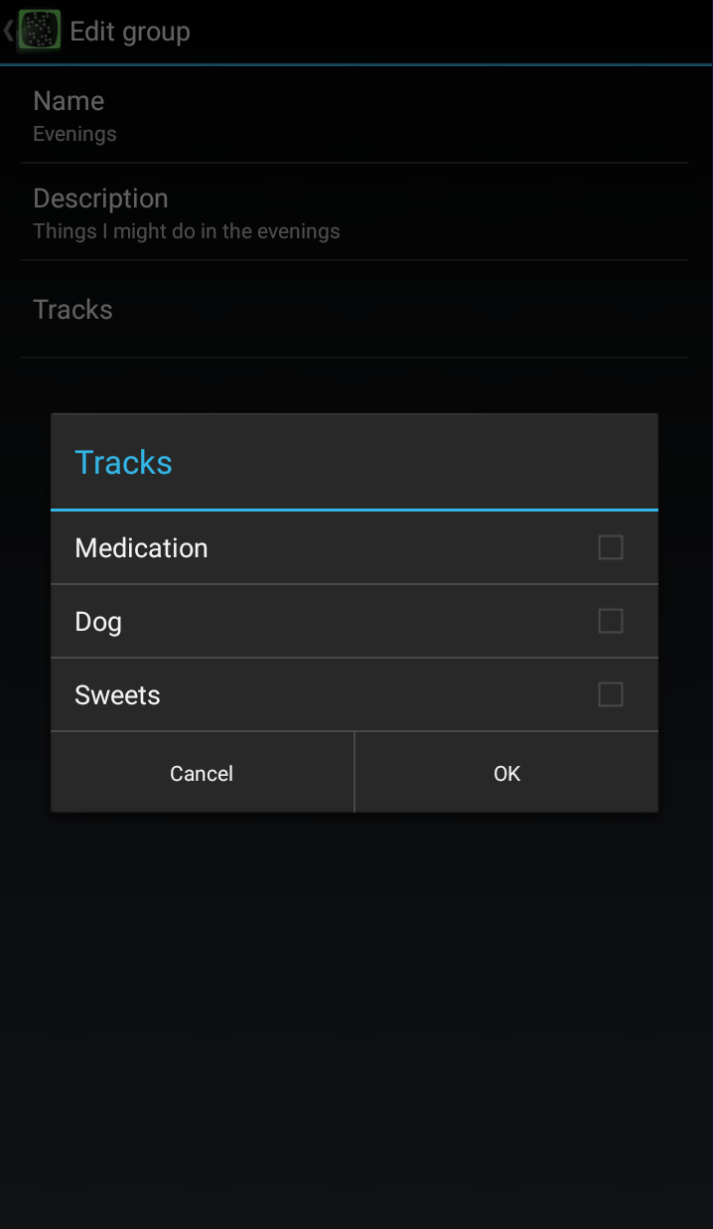 Edit group
Name
Evenings
Description
Things I might do in the evenings
Tracks
Tracks
Medication
Dog
Sweets
Cancel
OK